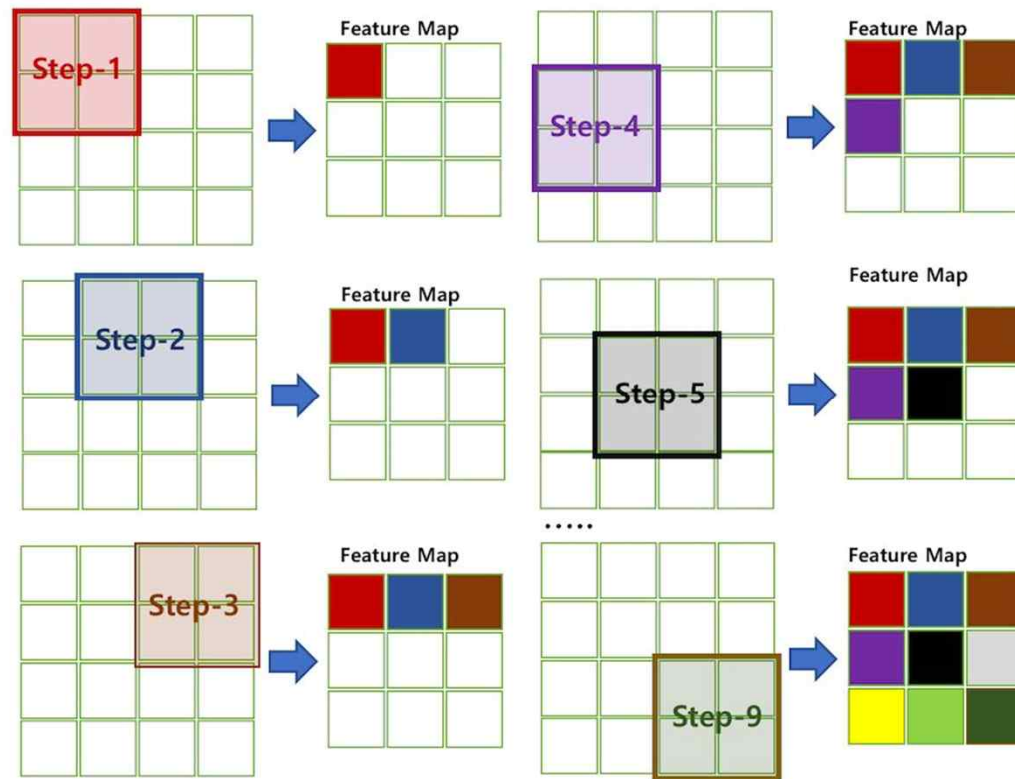 Feature Map
Step-1
Feature Map
Step-4
Feature Map
Step-2
Feature Map
Step-5
.....
Feature Map
Step-3
Feature Map
Step-9